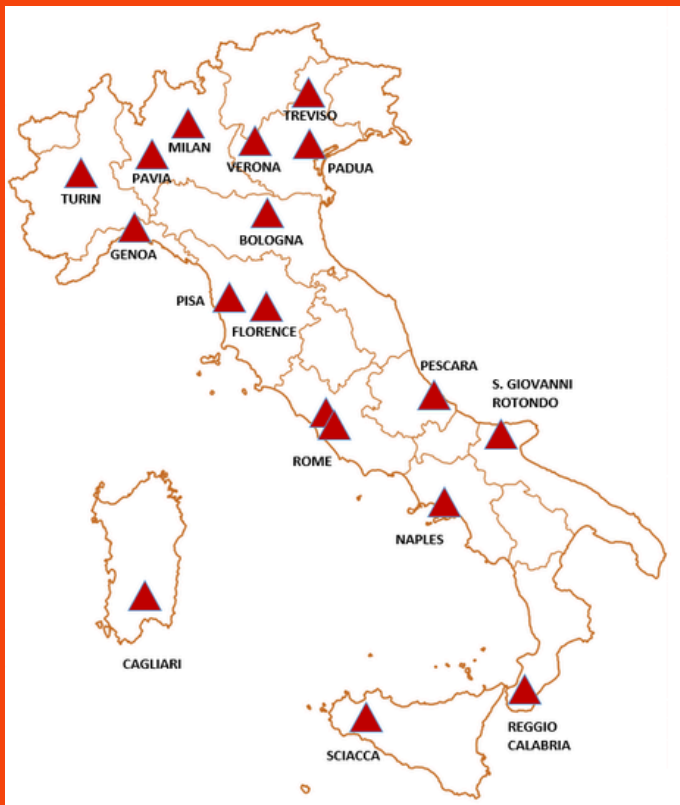 TREVISO
MILAN
VERONA
PADUA
PAVIA
TURIN
BOLOGNA
GENOA
PISA
FLORENCE
PESCARA
S. GIOVANNI
ROTONDO
ROME
NAPLES
CAGLIARI
REGGIO
CALABRIA
SCIACCA